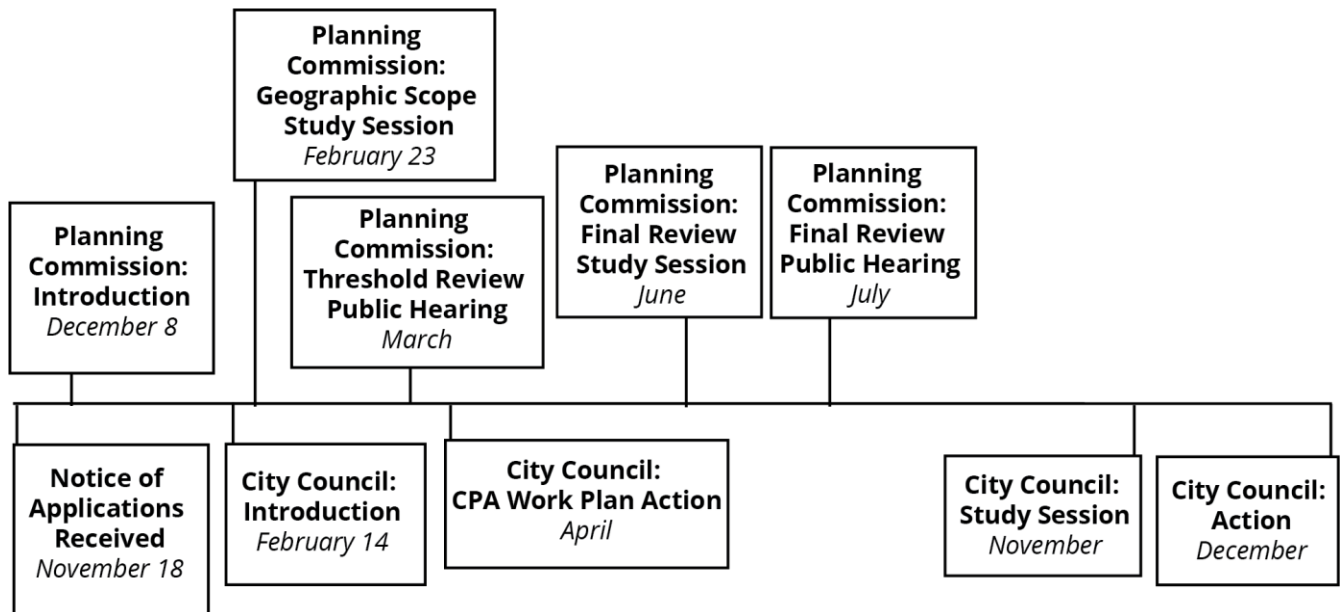 Planning
Commission:
Geographic Scope
Study Session
February 23
Planning
Commission:
Final Review
Study Session
June
Planning
Commission:
Final Review
Public Hearing
July
Planning
Commission:
Introduction
December 8
Planning
Commission:
Threshold Review
Public Hearing
March
Notice of
Applications
Received
November 18
City Council:
Introduction
February 14
City Council:
CPA Work Plan Action
April
City Council:
Study Session
November
City Council:
Action
December